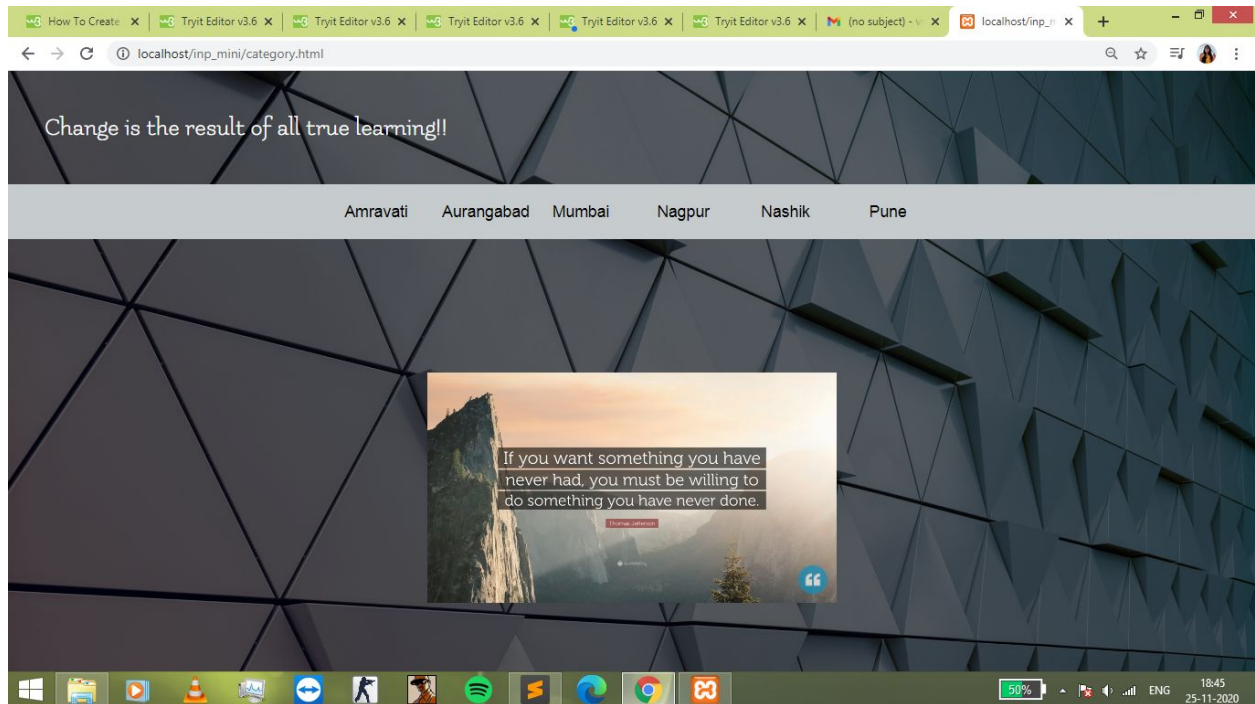 How To Create
Tryit Editor v3.6
Tryit Editor v3.6
Tryit Editor v3.6
Tryit Editor v3.6
Tryit Editor v3.6
(no subject) - v
localhost/inp_m
localhost/inp_mini/category.html
Change is the result of all true learning!!
Amravati Aurangabad Mumbai Nagpur Nashik Pune
If you want something you have
never had, you must be willing to
do something you have never done.
Thomas Jefferson
50% ENG 18:45
25-11-2020